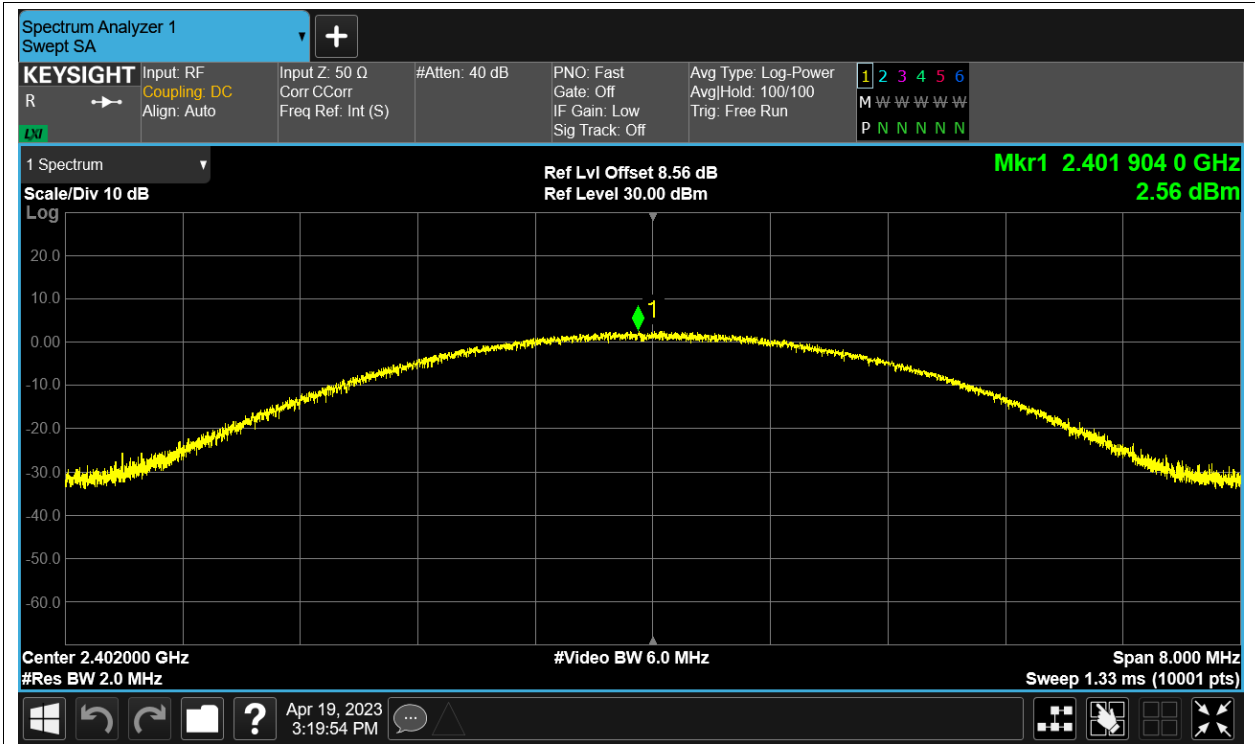 Spectrum Analyzer 1
Swept SA
KEYSIGHT
R
LXI
Input: RF
Coupling: DC
Align: Auto
Input Z: 50 Ω
Corr CCorr
Freq Ref: Int (S)
#Atten: 40 dB
PNO: Fast
Gate: Off
IF Gain: Low
Sig Track: Off
Avg Type: Log-Power
Avg|Hold: 100/100
Trig: Free Run
1 2 3 4 5 6
M W W W W W
P N N N N N
1 Spectrum
Scale/Div 10 dB
Log
Ref Lvl Offset 8.56 dB
Ref Level 30.00 dBm
Mkr1 2.401 904 0 GHz
2.56 dBm
20.0
10.0
1
0.00
-10.0
-20.0
-30.0
-40.0
-50.0
-60.0
Center 2.402000 GHz
#Video BW 6.0 MHz
Span 8.000 MHz
#Res BW 2.0 MHz
Sweep 1.33 ms (10001 pts)
?
Apr 19, 2023
3:19:54 PM